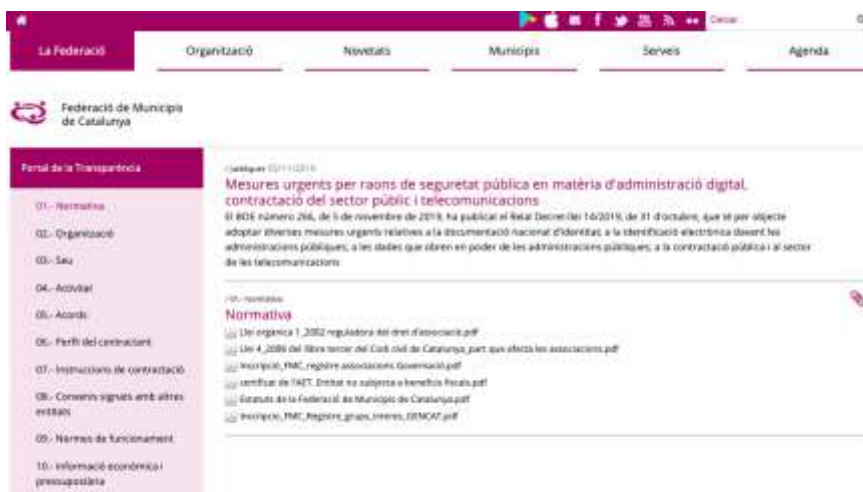 Cercar
La Federació
Organització
Novetats
Municipis
Serveis
Agenda
Federació de Municipis
de Catalunya
Portal de la Transparència
01.- Normativa
02.- Organització
03.- Seu
04.- Activitat
05.- Acords
06.- Perfil del contractant
07.- Instruccions de contractació
08.- Convenis signats amb altres
entitats
09.- Normes de funcionament
10.- Informació econòmica i
pressupostària
Mesures urgents per raons de seguretat pública en matèria d'administració digital,
contractació del sector públic i telecomunicacions
El BOE número 266, de 5 de novembre de 2019, ha publicat el Reial Decret-llei 14/2019, de 31 d'octubre, que té per objecte
adoptar diverses mesures urgents relatives a la documentació nacional d'identitat; a la identificació electrònica davant les
administracions públiques; a les dades que obren en poder de les administracions públiques; a la contractació pública i al sector
de les telecomunicacions
/ 01.- Normativa
Normativa
Llei orgànica 1_2002 reguladora del dret d'associació.pdf
Llei 4_2008 del llibre tercer del Codi civil de Catalunya_part que afecta les associacions.pdf
Inscripció_FMC_registre associacions Governació.pdf
certificat de l'AET. Entitat no subjecta a beneficis fiscals.pdf
Estatuts de la Federació de Municipis de Catalunya.pdf
Inscripció_FMC_Registre_grups_interes_GENCAT.pdf